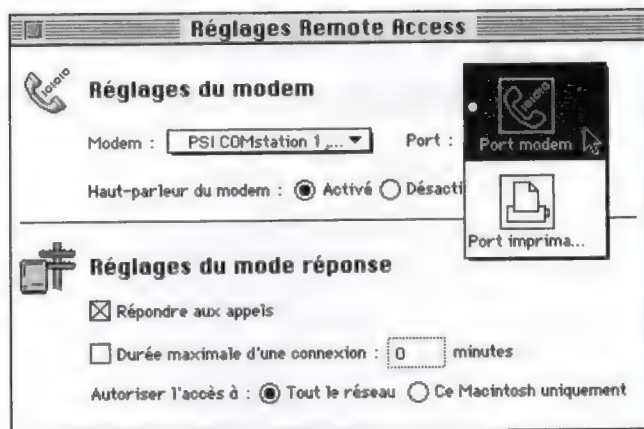 Réglages Remote Access
Réglages du modem
Modem : PSI COMstation 1,... Port : Port modem
Haut-parleur du modem : Activé Désacti
Port imprima...
Réglages du mode réponse
Répondre aux appels
Durée maximale d'une connexion : 0 minutes
Autoriser l'accès à : Tout le réseau Ce Macintosh uniquement